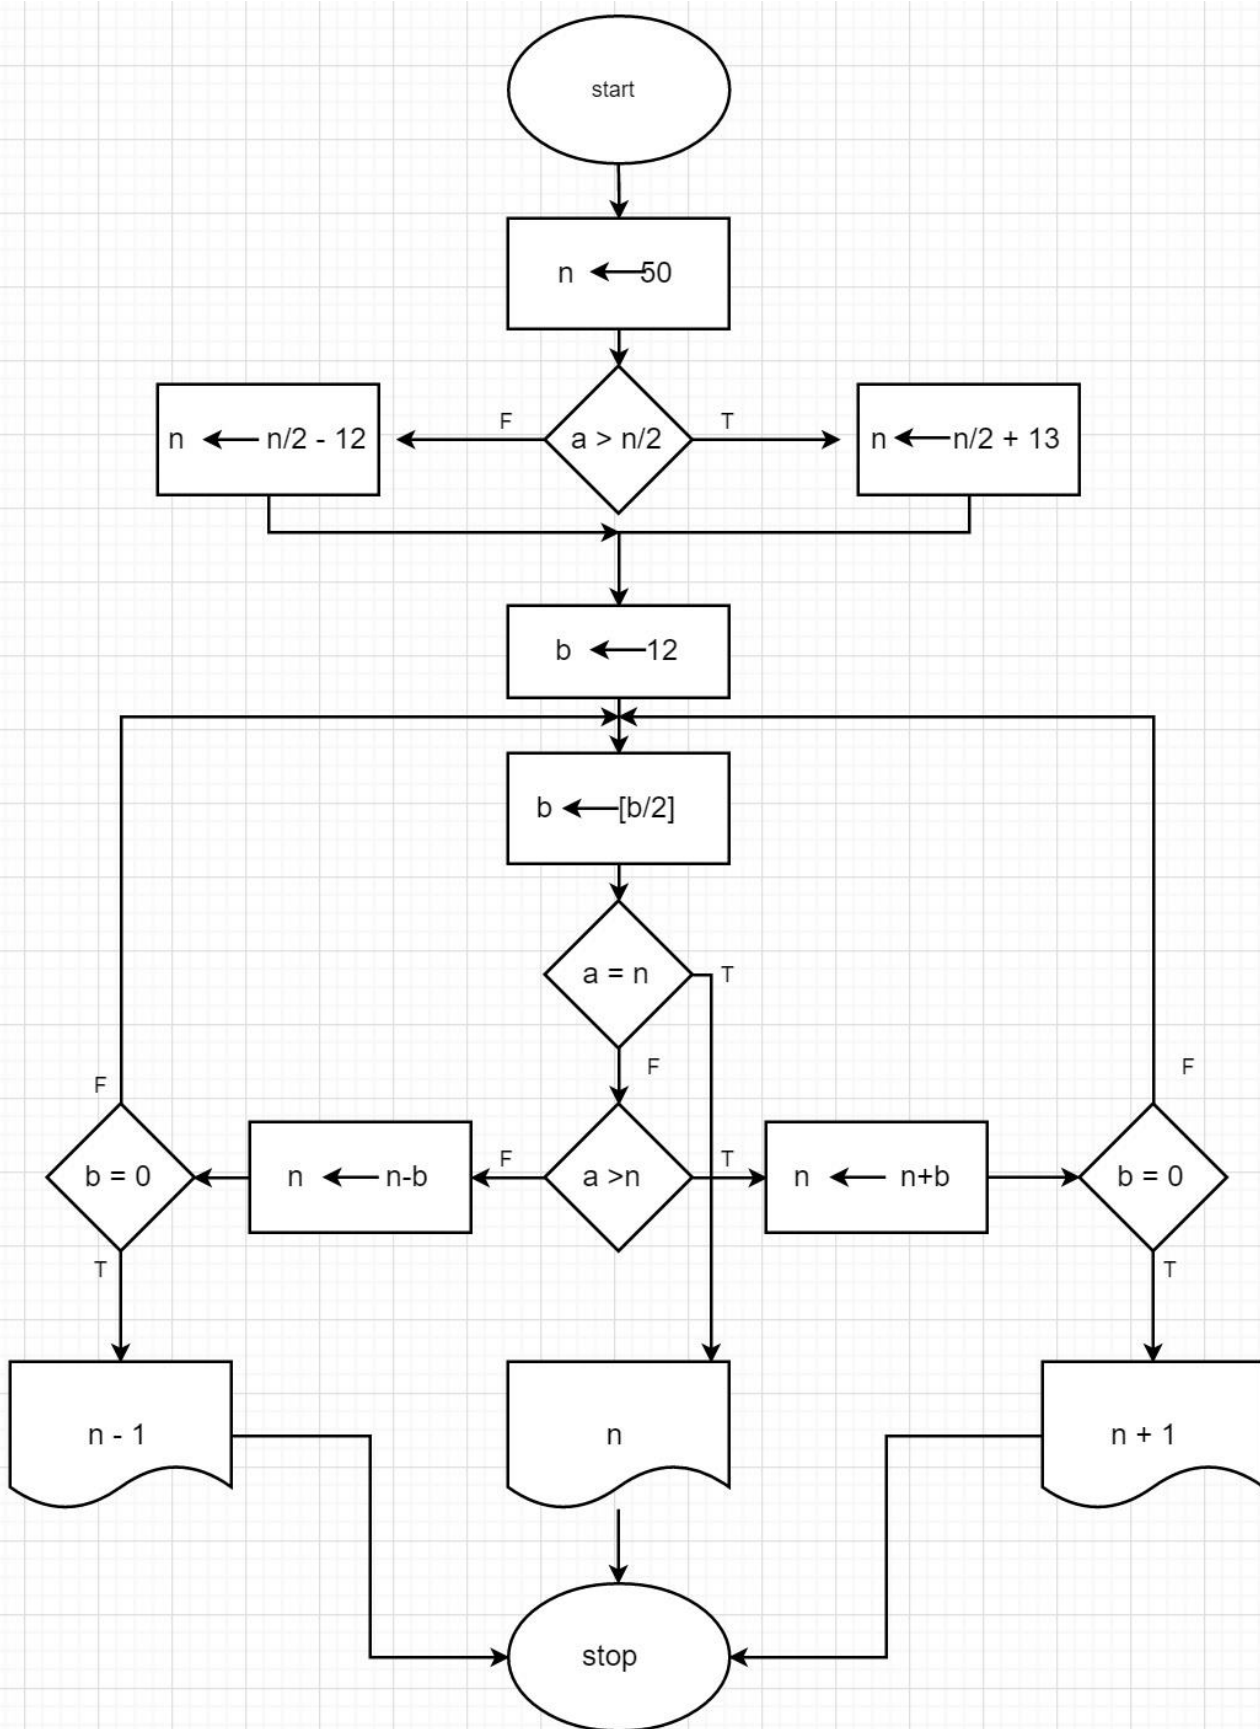 start
n ←50
F
T
n ← n/2 - 12
a > n/2
n ←n/2 + 13
b ←12
b ←[b/2]
a = n
T
F
F
F
F
T
b = 0
n ← n-b
a >n
n ← n+b
b = 0
T
T
n - 1
n
n + 1
stop